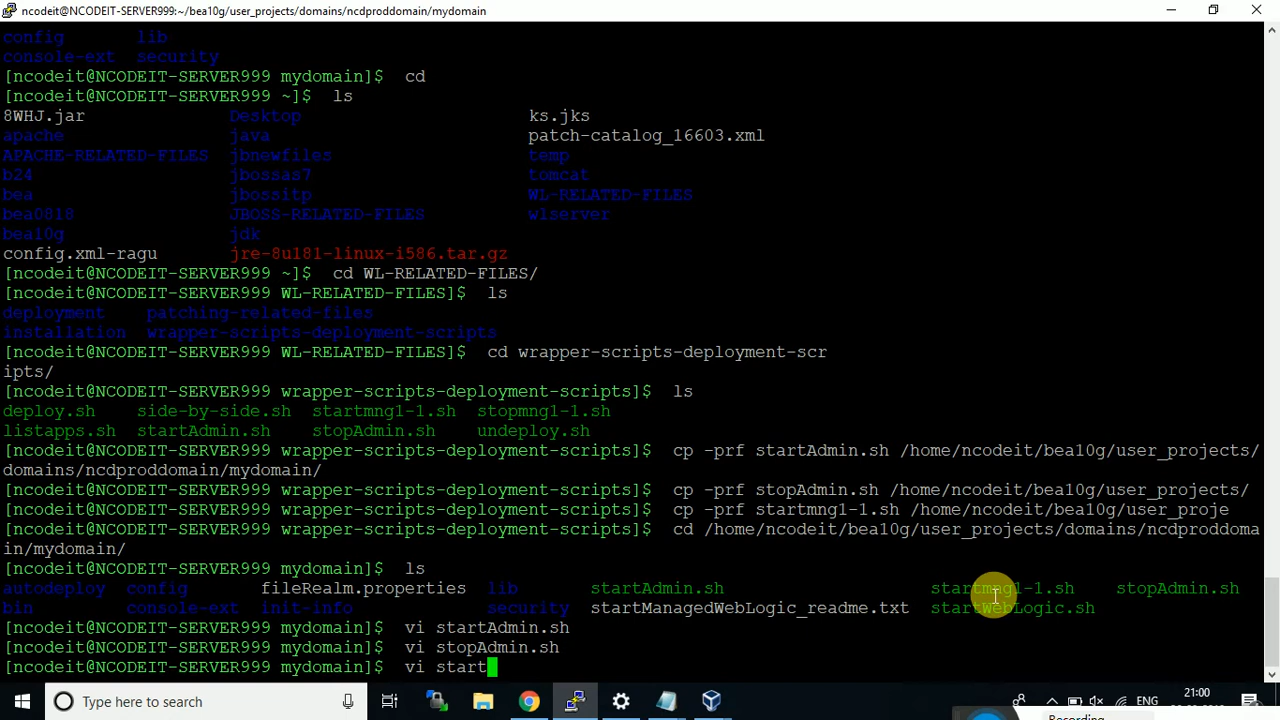 ncodeit@NCODEIT-SERVER999:~/bea10g/user_projects/domains/ncdproddomain/mydomain
config lib
console-ext security
[ncodeit@NCODEIT-SERVER999 mydomain]$ cd
[ncodeit@NCODEIT-SERVER999 ~]$ ls
8WHJ.jar Desktop ks.jks
apache java patch-catalog_16603.xml
APACHE-RELATED-FILES jbnewfiles temp
b24 jbossas7 tomcat
bea jbossitp WL-RELATED-FILES
bea0818 JBOSS-RELATED-FILES wlserver
bea10g jdk
config.xml-ragu jre-8u181-linux-i586.tar.gz
[ncodeit@NCODEIT-SERVER999 ~]$ cd WL-RELATED-FILES/
[ncodeit@NCODEIT-SERVER999 WL-RELATED-FILES]$ ls
deployment patching-related-files
installation wrapper-scripts-deployment-scripts
[ncodeit@NCODEIT-SERVER999 WL-RELATED-FILES]$ cd wrapper-scripts-deployment-scr
ipts/
[ncodeit@NCODEIT-SERVER999 wrapper-scripts-deployment-scripts]$ ls
deploy.sh side-by-side.sh startmng1-1.sh stopmng1-1.sh
listapps.sh startAdmin.sh stopAdmin.sh undeploy.sh
[ncodeit@NCODEIT-SERVER999 wrapper-scripts-deployment-scripts]$ cp -prf startAdmin.sh /home/ncodeit/bea10g/user_projects/
domains/ncdproddomain/mydomain/
[ncodeit@NCODEIT-SERVER999 wrapper-scripts-deployment-scripts]$ cp -prf stopAdmin.sh /home/ncodeit/bea10g/user_projects/
[ncodeit@NCODEIT-SERVER999 wrapper-scripts-deployment-scripts]$ cp -prf startmng1-1.sh /home/ncodeit/bea10g/user_proje
[ncodeit@NCODEIT-SERVER999 wrapper-scripts-deployment-scripts]$ cd /home/ncodeit/bea10g/user_projects/domains/ncdproddoma
in/mydomain/
[ncodeit@NCODEIT-SERVER999 mydomain]$ ls
autodeploy config fileRealm.properties lib startAdmin.sh startmng1-1.sh stopAdmin.sh
bin console-ext init-info security startManagedWebLogic_readme.txt startWebLogic.sh
[ncodeit@NCODEIT-SERVER999 mydomain]$ vi startAdmin.sh
[ncodeit@NCODEIT-SERVER999 mydomain]$ vi stopAdmin.sh
[ncodeit@NCODEIT-SERVER999 mydomain]$ vi start
Type here to search
ENG
21:00
Recording